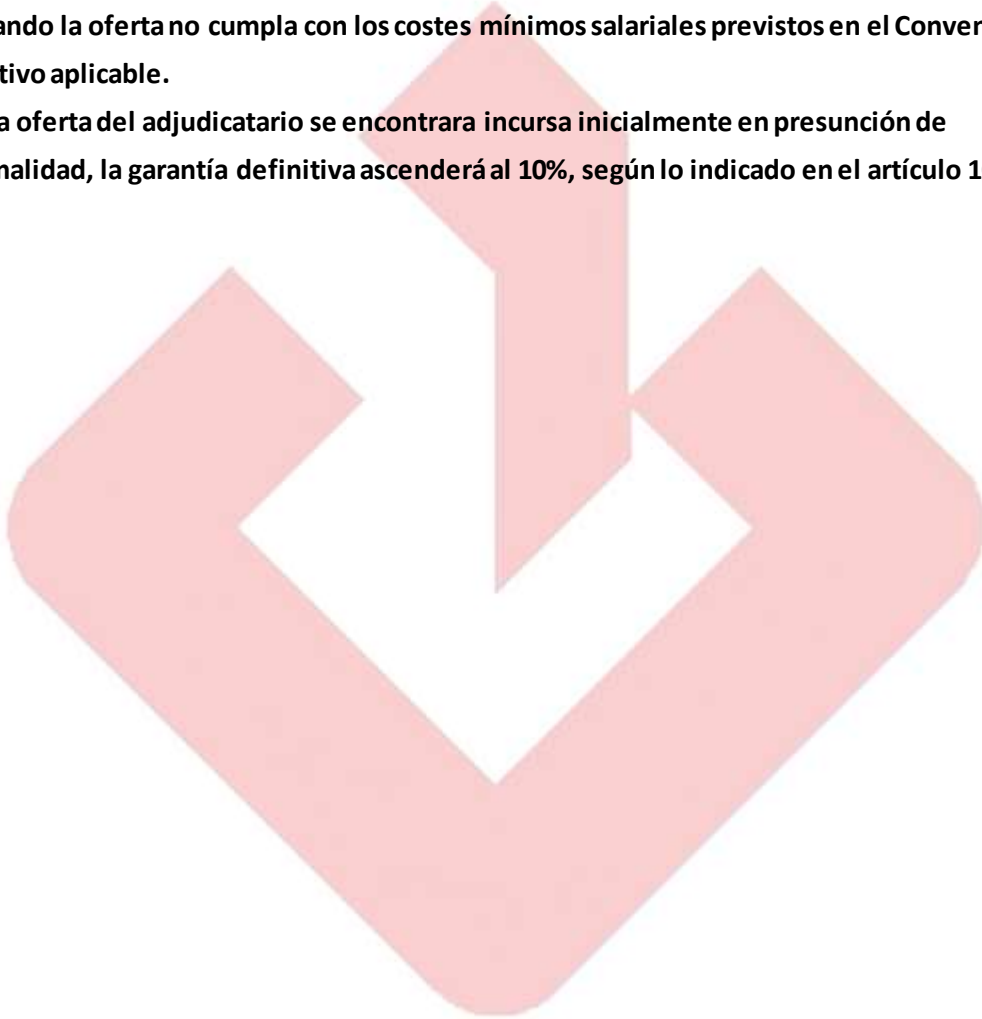 ando la oferta no cumpla con los costes mínimos salariales previstos en el Conver
tivo aplicable.
a oferta del adjudicatario se encontrara incursa inicialmente en presunción de
nalidad, la garantía definitiva ascenderá al 10%, según lo indicado en el artículo 1